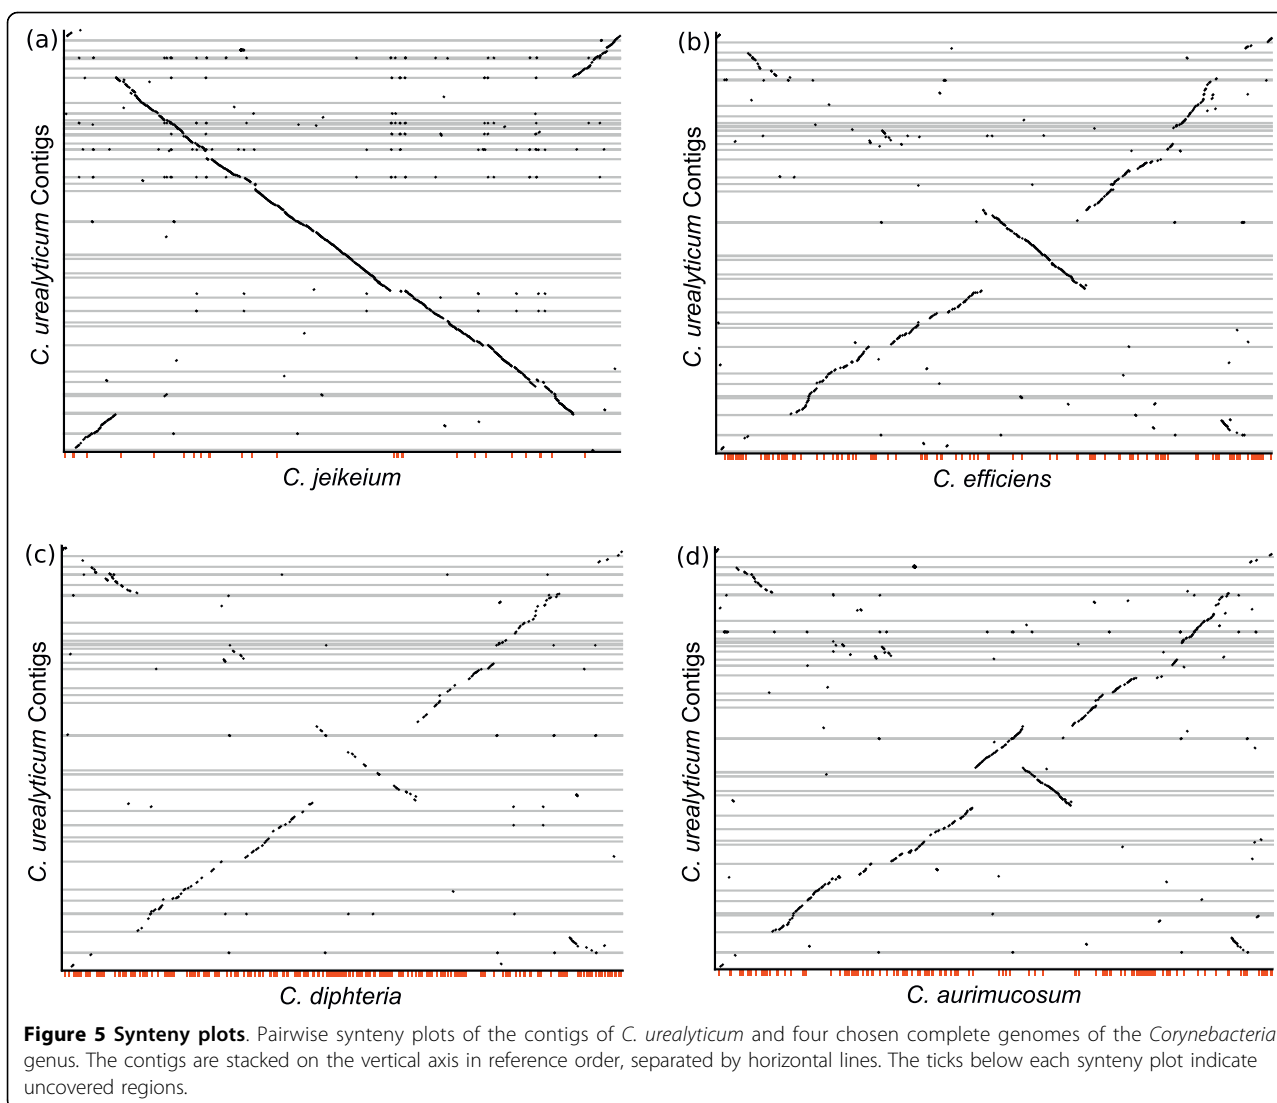 (a)
C. urealyticum Contigs
C. jeikeium
(b)
C. urealyticum Contigs
C. efficiens
(c)
C. urealyticum Contigs
C. diphteria
(d)
C. urealyticum Contigs
C. aurimucosum
Figure 5 Synteny plots. Pairwise synteny plots of the contigs of C. urealyticum and four chosen complete genomes of the Corynebacteria
genus. The contigs are stacked on the vertical axis in reference order, separated by horizontal lines. The ticks below each synteny plot indicate
uncovered regions.